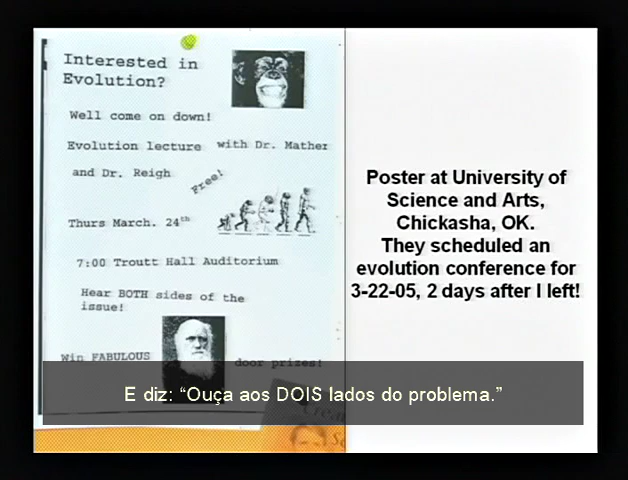 Interested in
Evolution?
Well come on down!
Evolution lecture with Dr. Mather
and Dr. Reigh
Free!
Thurs March. 24th
7:00 Troutt Hall Auditorium
Hear BOTH sides of the
issue!
Win FABULOUS door prizes!
Poster at University of
Science and Arts,
Chickasha, OK.
They scheduled an
evolution conference for
3-22-05, 2 days after I left!
E diz: “Ouça aos DOIS lados do problema.”